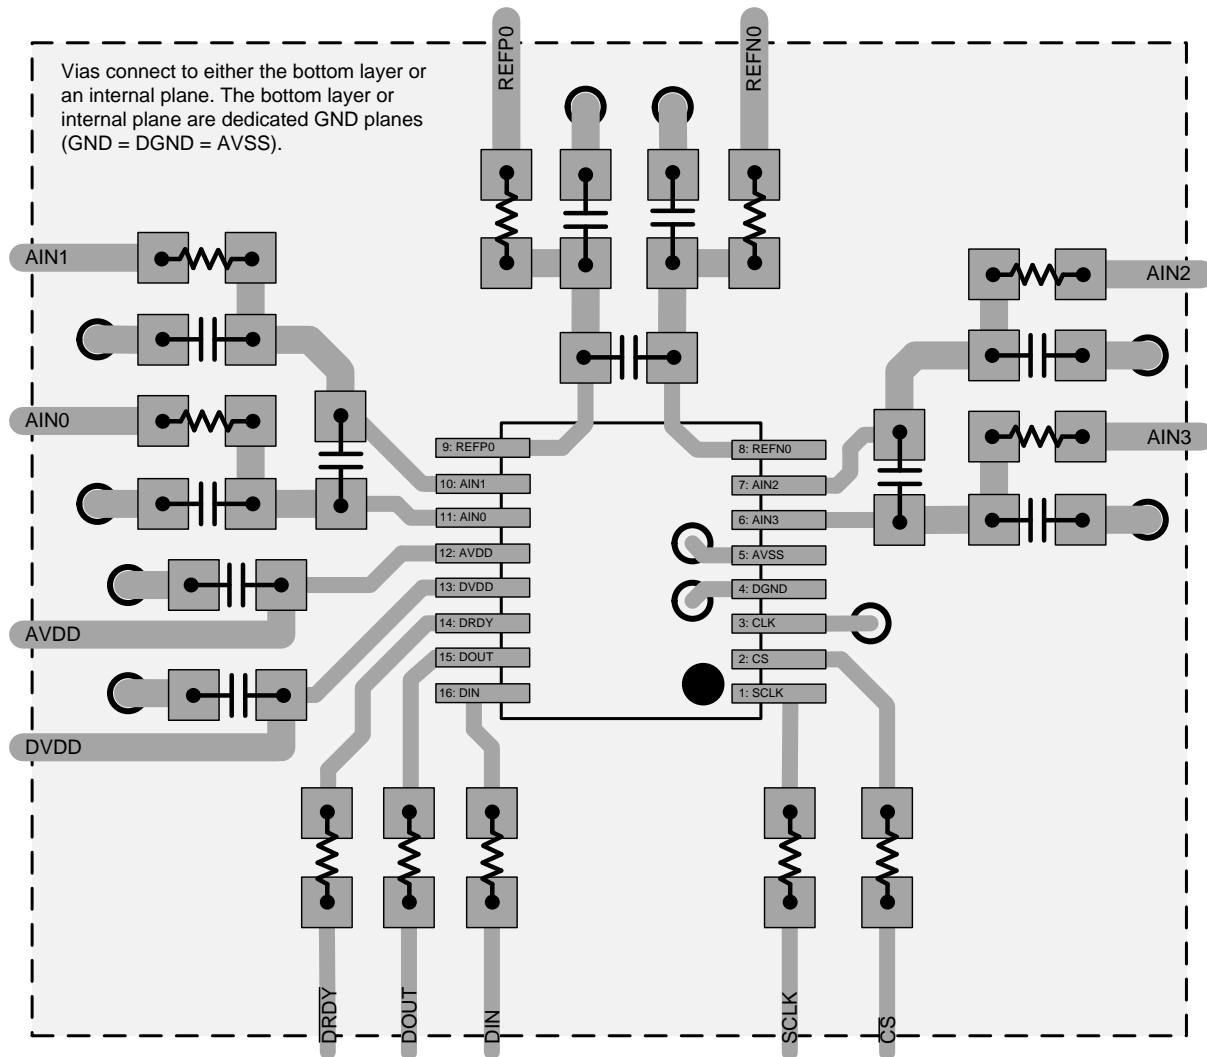 REFP0
REFN0
Vias connect to either the bottom layer or
an internal plane. The bottom layer or
internal plane are dedicated GND planes
(GND = DGND = AVSS).
AIN1
AIN2
AIN0
AIN3
9: REFP0
8: REFN0
10: AIN1
7: AIN2
11: AIN0
6: AIN3
12: AVDD
5: AVSS
13: DVDD
4: DGND
14: DRDY
3: CLK
15: DOUT
2: CS
16: DIN
1: SCLK
AVDD
DVDD
D̅R̅D̅Y̅
DOUT
DIN
SCLK
C̅S̅